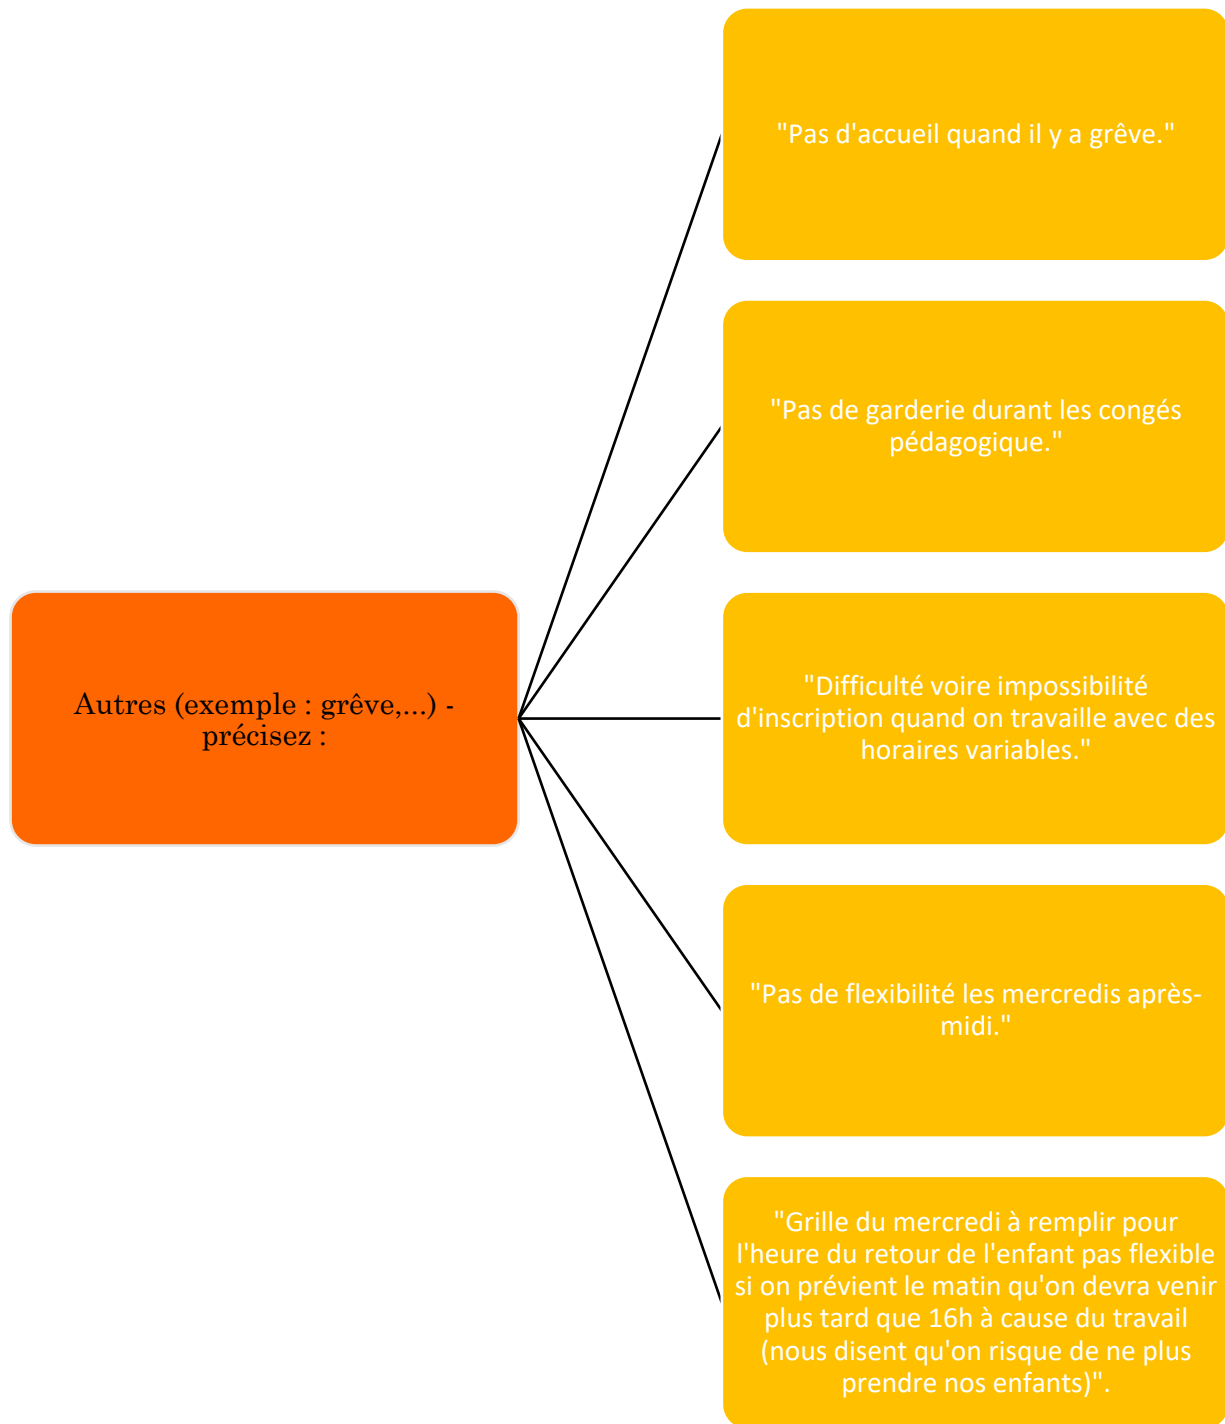 "Pas d'accueil quand il y a grêve."
"Pas de garderie durant les congés
pédagogique."
Autres (exemple : grêve,...) -
précisez :
"Difficulté voire impossibilité
d'inscription quand on travaille avec des
horaires variables."
"Pas de flexibilité les mercredis après-
midi."
"Grille du mercredi à remplir pour
l'heure du retour de l'enfant pas flexible
si on prévient le matin qu'on devra venir
plus tard que 16h à cause du travail
(nous disent qu'on risque de ne plus
prendre nos enfants)".